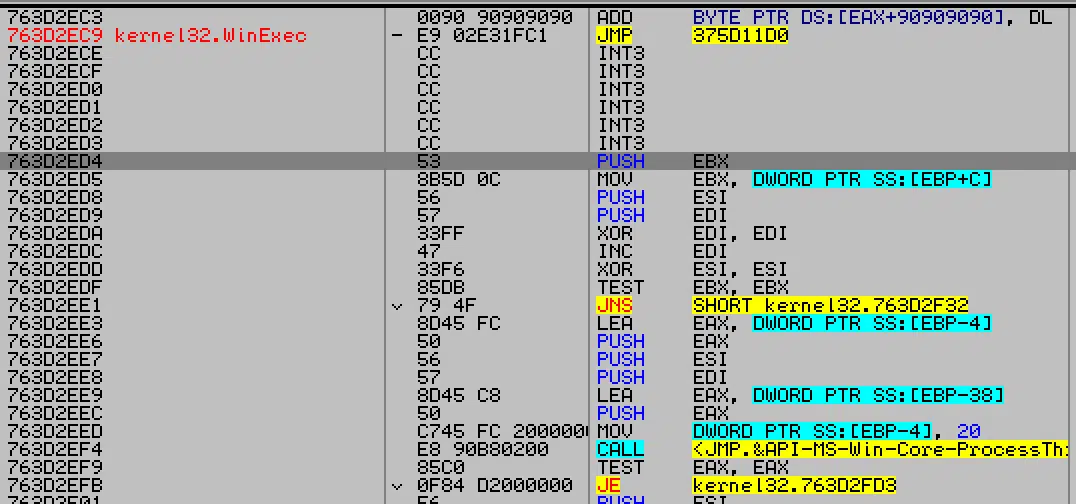 763D2EC3 0090 90909090 ADD BYTE PTR DS:[EAX+90909090], DL
763D2EC9 kernel32.WinExec - E9 02E31FC1 JMP 375D11D0
763D2ECE CC INT3
763D2ECF CC INT3
763D2ED0 CC INT3
763D2ED1 CC INT3
763D2ED2 CC INT3
763D2ED3 CC INT3
763D2ED4 53 PUSH EBX
763D2ED5 8B5D 0C MOV EBX, DWORD PTR SS:[EBP+C]
763D2ED8 56 PUSH ESI
763D2ED9 57 PUSH EDI
763D2EDA 33FF XOR EDI, EDI
763D2EDC 47 INC EDI
763D2EDD 33F6 XOR ESI, ESI
763D2EDF 85DB TEST EBX, EBX
763D2EE1 79 4F JNS SHORT kernel32.763D2F32
763D2EE3 8D45 FC LEA EAX, DWORD PTR SS:[EBP-4]
763D2EE6 50 PUSH EAX
763D2EE7 56 PUSH ESI
763D2EE8 57 PUSH EDI
763D2EE9 8D45 C8 LEA EAX, DWORD PTR SS:[EBP-38]
763D2EEC 50 PUSH EAX
763D2EED C745 FC 2000000 MOV DWORD PTR SS:[EBP-4], 20
763D2EF4 E8 90B80200 CALL <JMP.&API-MS-Win-Core-ProcessTh
763D2EF9 85C0 TEST EAX, EAX
763D2EFB 0F84 D2000000 JE kernel32.763D2FD3